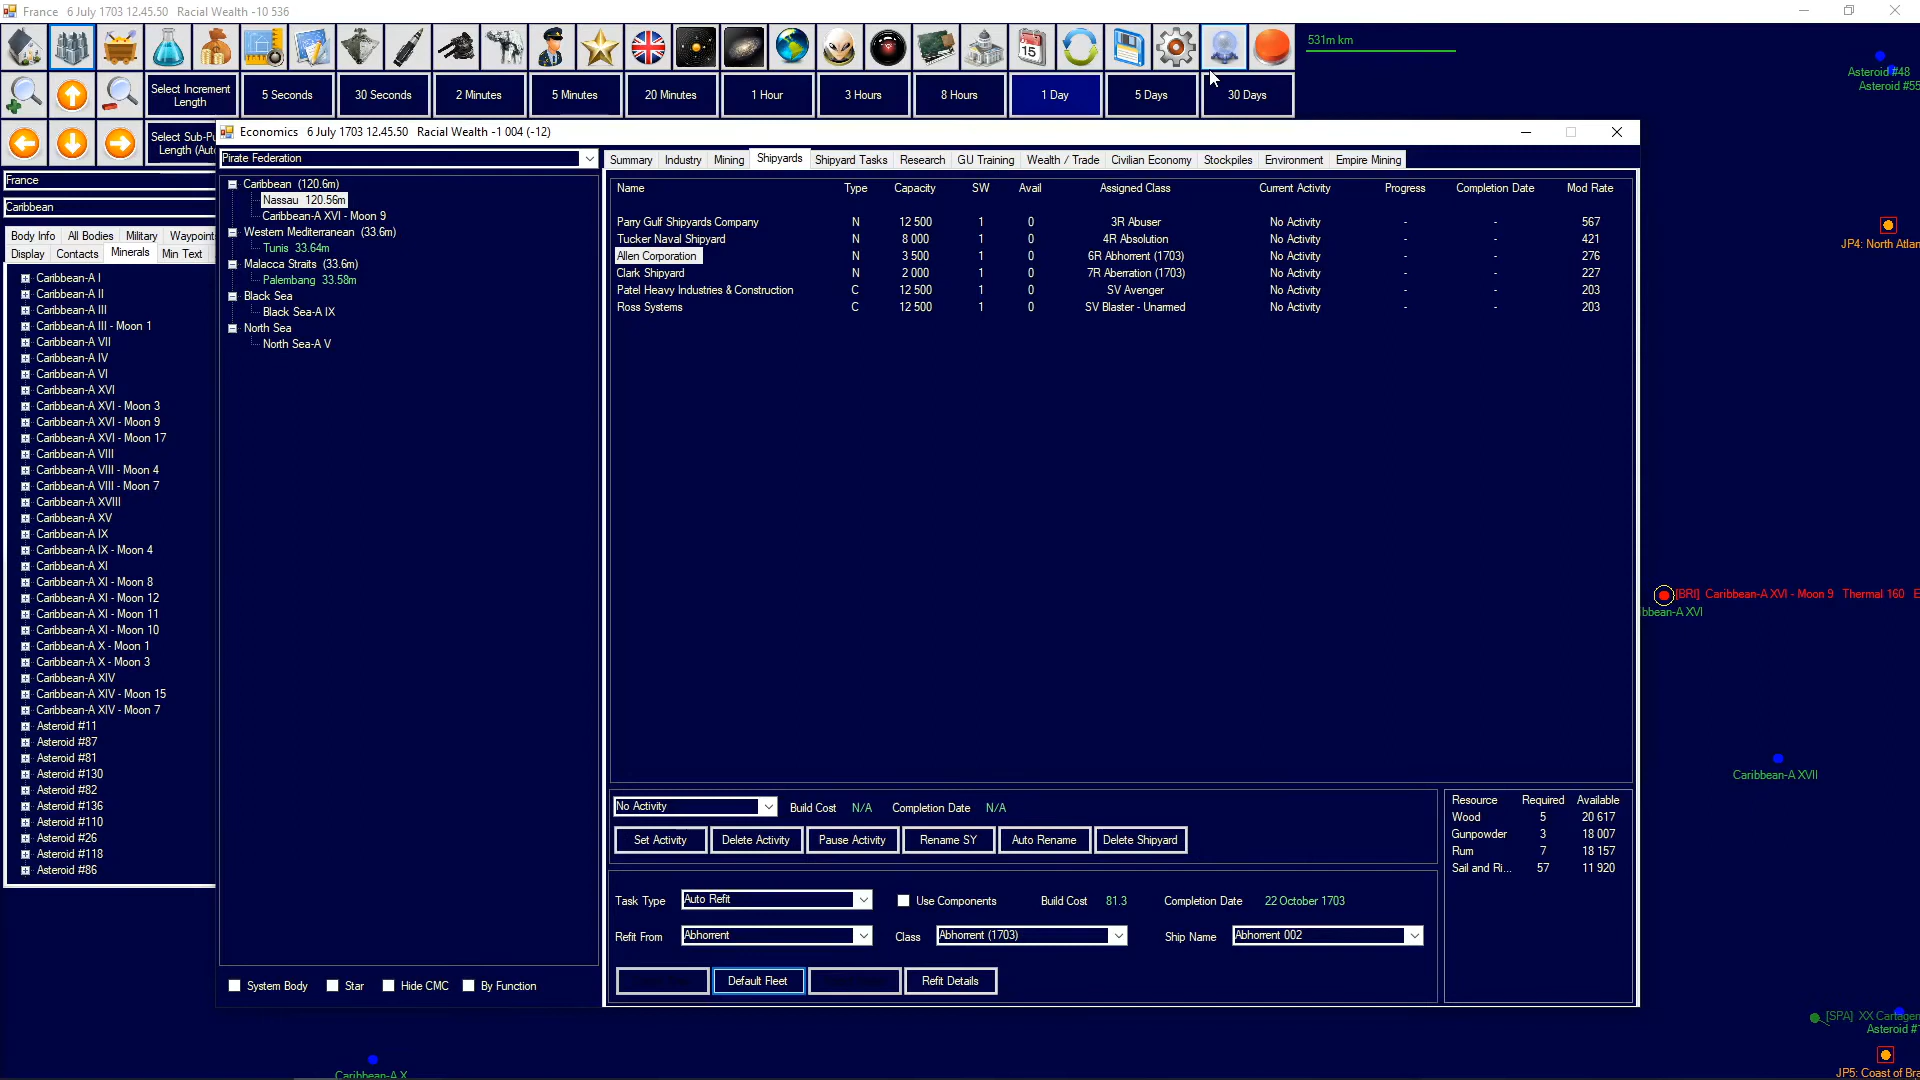 France 6 July 1703 12.45.50 Racial Wealth -10 536
15
531m km
Asteroid #48
Asteroid #55
Select Increment Length
5 Seconds
30 Seconds
2 Minutes
5 Minutes
20 Minutes
1 Hour
3 Hours
8 Hours
1 Day
5 Days
30 Days
Select Sub-Pu
Length (Aut
France
Caribbean
Body Info All Bodies Military Waypoint
Display Contacts Minerals Min Text
Caribbean-A I
Caribbean-A II
Caribbean-A III
Caribbean-A III - Moon 1
Caribbean-A VII
Caribbean-A IV
Caribbean-A VI
Caribbean-A XVI
Caribbean-A XVI - Moon 3
Caribbean-A XVI - Moon 9
Caribbean-A XVI - Moon 17
Caribbean-A VIII
Caribbean-A VIII - Moon 4
Caribbean-A VIII - Moon 7
Caribbean-A XVIII
Caribbean-A XV
Caribbean-A IX
Caribbean-A IX - Moon 4
Caribbean-A XI
Caribbean-A XI - Moon 8
Caribbean-A XI - Moon 12
Caribbean-A XI - Moon 11
Caribbean-A XI - Moon 10
Caribbean-A X - Moon 1
Caribbean-A X - Moon 3
Caribbean-A XIV
Caribbean-A XIV - Moon 15
Caribbean-A XIV - Moon 7
Asteroid #11
Asteroid #87
Asteroid #81
Asteroid #130
Asteroid #82
Asteroid #136
Asteroid #110
Asteroid #26
Asteroid #118
Asteroid #86
Economics 6 July 1703 12.45.50 Racial Wealth -1 004 (-12)
Pirate Federation
Caribbean (120.6m)
Nassau 120.56m
Caribbean-A XVI - Moon 9
Western Mediterranean (33.6m)
Tunis 33.64m
Malacca Straits (33.6m)
Palembang 33.58m
Black Sea
Black Sea-A IX
North Sea
North Sea-A V
System Body Star Hide CMC By Function
Summary Industry Mining Shipyards Shipyard Tasks Research GU Training Wealth / Trade Civilian Economy Stockpiles Environment Empire Mining
Name Type Capacity SW Avail Assigned Class Current Activity Progress Completion Date Mod Rate
Parry Gulf Shipyards Company N 12 500 1 0 3R Abuser No Activity - - 567
Tucker Naval Shipyard N 8 000 1 0 4R Absolution No Activity - - 421
Allen Corporation N 3 500 1 0 6R Abhorrent (1703) No Activity - - 276
Clark Shipyard N 2 000 1 0 7R Aberration (1703) No Activity - - 227
Patel Heavy Industries & Construction C 12 500 1 0 SV Avenger No Activity - - 203
Ross Systems C 12 500 1 0 SV Blaster - Unarmed No Activity - - 203
No Activity Build Cost N/A Completion Date N/A
Set Activity Delete Activity Pause Activity Rename SY Auto Rename Delete Shipyard
Task Type Auto Refit Use Components Build Cost 81.3 Completion Date 22 October 1703
Refit From Abhorrent Class Abhorrent (1703) Ship Name Abhorrent 002
Default Fleet Refit Details
Resource Required Available
Wood 5 20 617
Gunpowder 3 18 007
Rum 7 18 157
Sail and Ri... 57 11 920
JP4: North Atlan
[BRI] Caribbean-A XVI - Moon 9 Thermal 160 E
bbean-A XVI
Caribbean-A XVII
[SPA] XX Cartagen
Asteroid #1
JP5: Coast of Bra
Caribbean-A X